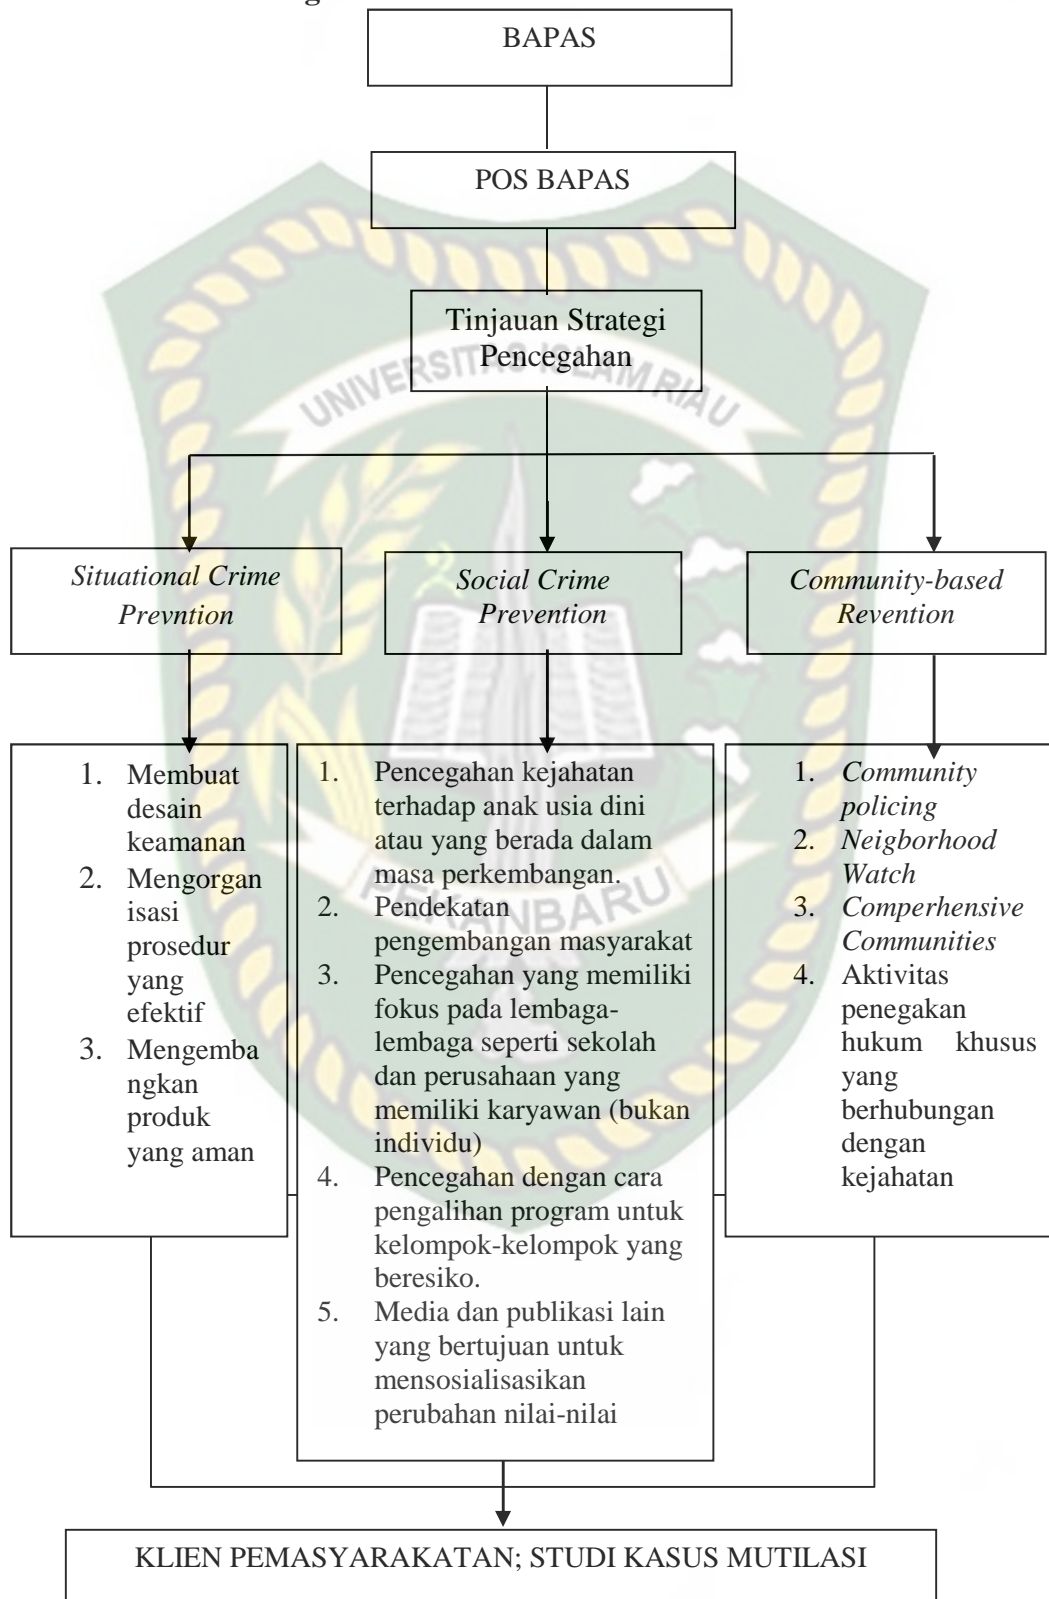 BAPAS
POS BAPAS
Tinjauan Strategi
Pencegahan
UNIVERSITAS ISLAM RIAU
Situational Crime
Prevntion
Social Crime
Prevention
Community-based
Revention
1. Membuat
desain
keamanan
2. Mengorgan
isasi
prosedur
yang
efektif
3. Mengemba
ngkan
produk
yang aman
1. Pencegahan kejahatan
terhadap anak usia dini
atau yang berada dalam
masa perkembangan.
2. Pendekatan
pengembangan masyarakat
3. Pencegahan yang memiliki
fokus pada lembaga-
lembaga seperti sekolah
dan perusahaan yang
memiliki karyawan (bukan
individu)
4. Pencegahan dengan cara
pengalihan program untuk
kelompok-kelompok yang
beresiko.
5. Media dan publikasi lain
yang bertujuan untuk
mensosialisasikan
perubahan nilai-nilai
1. Community
policing
2. Neigborhood
Watch
3. Comperhensive
Communities
4. Aktivitas
penegakan
hukum khusus
yang
berhubungan
dengan
kejahatan
PEKANBARU
KLIEN PEMASYARAKATAN; STUDI KASUS MUTILASI